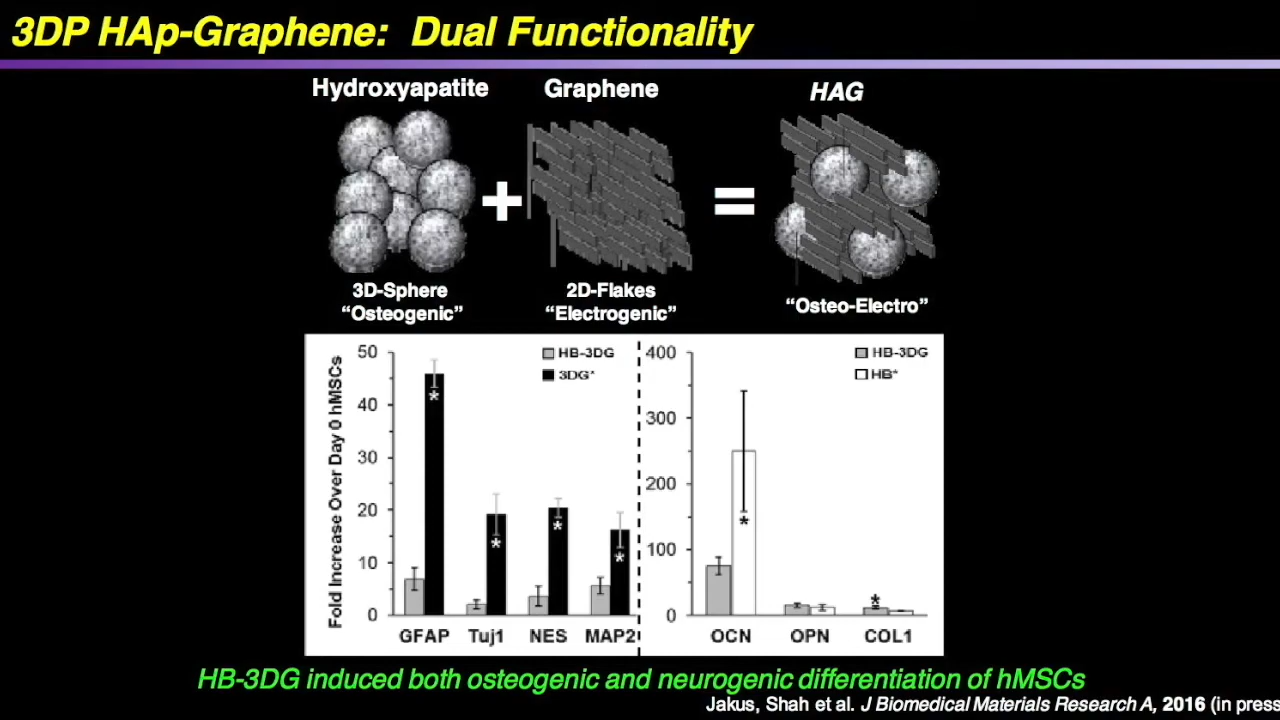 3DP HAp-Graphene: Dual Functionality
Hydroxyapatite
Graphene
HAG
+
=
3D-Sphere
"Osteogenic"
2D-Flakes
"Electrogenic"
"Osteo-Electro"
Fold Increase Over Day 0 hMSCs
50
40
30
20
10
0
HB-3DG
3DG*
*
*
*
*
GFAP Tuj1 NES MAP2
400
300
200
100
0
HB-3DG
HB*
*
*
OCN OPN COL1
HB-3DG induced both osteogenic and neurogenic differentiation of hMSCs
Jakus, Shah et al. J Biomedical Materials Research A, 2016 (in press